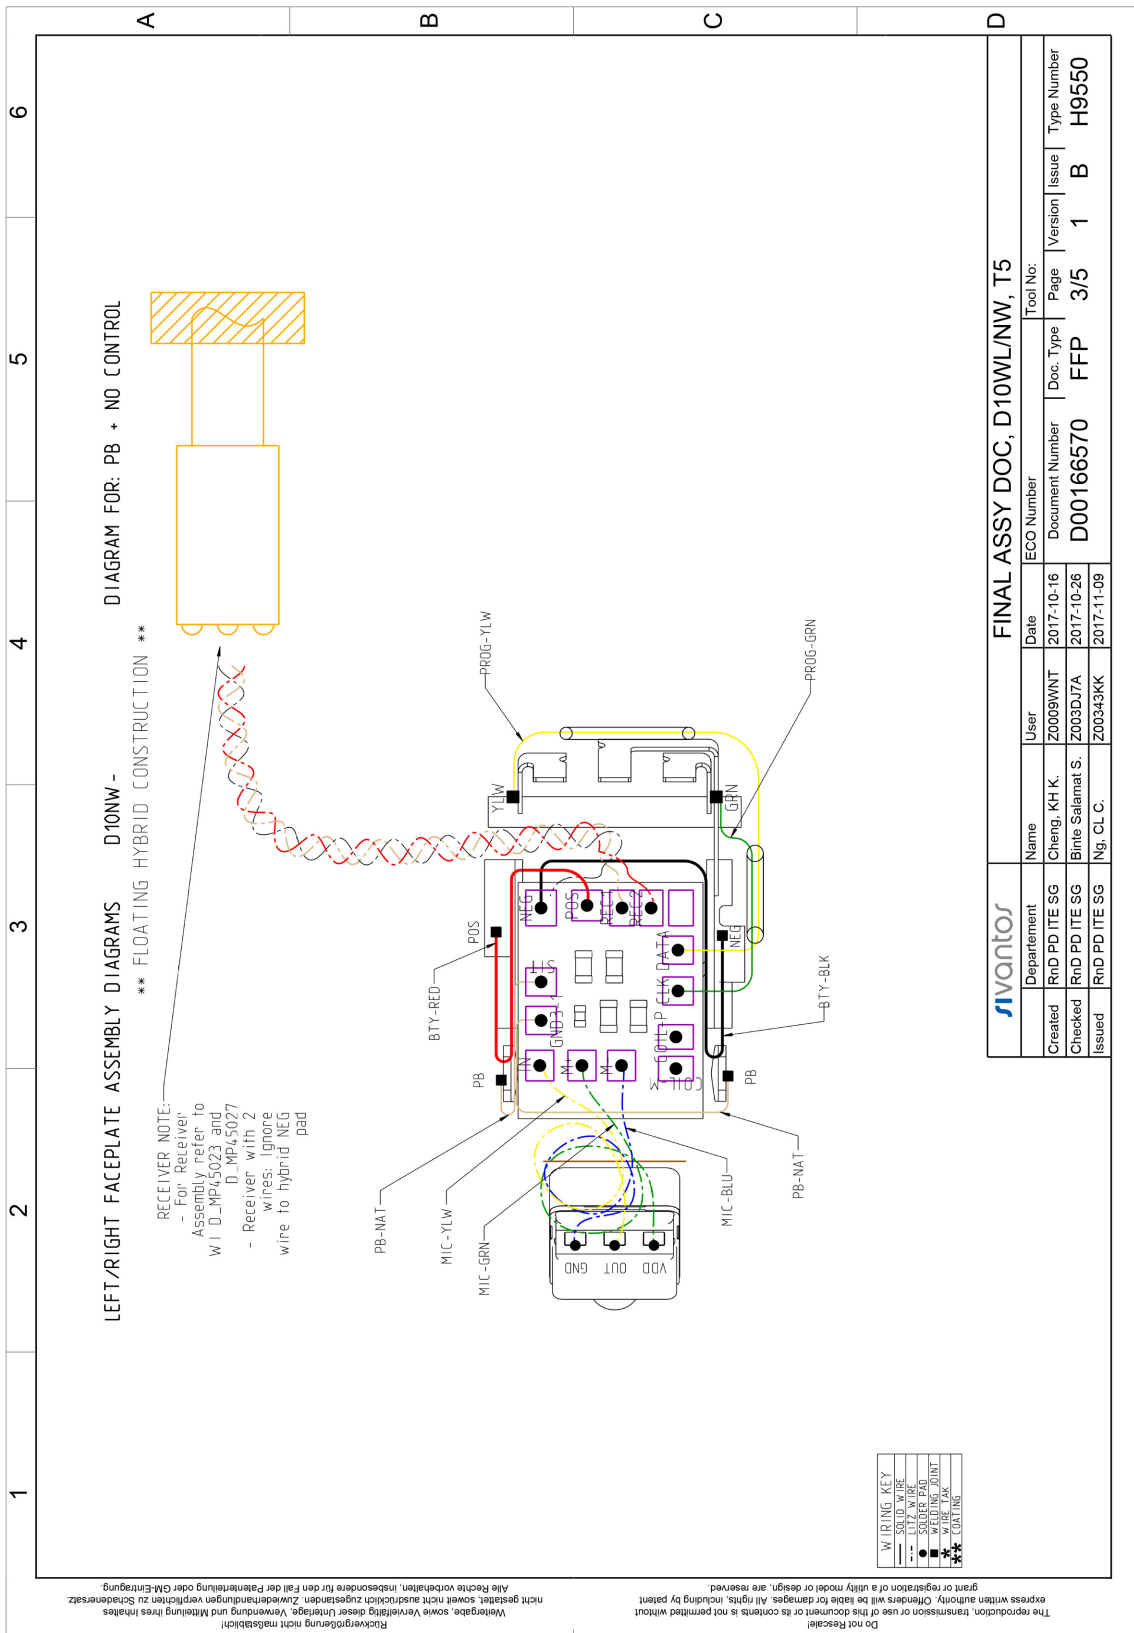 1
2
3
4
5
6
A
B
C
D
LEFT/RIGHT FACEPLATE ASSEMBLY DIAGRAMS D10NW - DIAGRAM FOR: PB + NO CONTROL
** FLOATING HYBRID CONSTRUCTION **
RECEIVER NOTE:
- For Receiver
Assembly refer to
WI D_MP45023 and
D_MP45027
- Receiver with 2
wires: Ignore
wire to hybrid NEG
pad
PB-NAT
MIC-YLW
MIC-GRN
MIC-BLU
PB-NAT
BTY-RED
BTY-BLK
PROG-YLW
PROG-GRN
PB
POS
YLW
PB
NEG
GRN
GND
OUT
VDD
IN
M+
M-
NEG
POS
REC1
REC2
DATA
CLK
WIRING KEY
SOLID WIRE
LITZ WIRE
SOLDER PAD
WELDING JOINT
* WIRE TAK
** COATING
sivantos
FINAL ASSY DOC, D10WL/NW, T5
Departement Name User Date ECO Number Tool No:
Created RnD PD ITE SG Cheng, KH K. Z0009WNT 2017-10-16
Checked RnD PD ITE SG Binte Salamat S. Z003DJ7A 2017-10-26
Issued RnD PD ITE SG Ng, CL C. Z00343KK 2017-11-09
Document Number Doc. Type Page Version Issue Type Number
D00166570 FFP 3/5 1 B H9550
Rückvergrößerung nicht maßstäblich!
Weitergabe, sowie Vervielfältig dieser Unterlage, Verwendung und Mitteilung ihres Inhaltes
nicht gestattet, soweit nicht ausdrücklich zugestanden. Zuwiederhandlungen verpflichten zu Schadenersatz.
Alle Rechte vorbehalten, insbesondere für den Fall der Patenterteilung oder GM-Eintragung.
Do not Rescale!
The reproduction, transmission or use of this document or its contents is not permitted wihtout
express written authority. Offenders will be liable for damages. All rights, including by patent
grant or registration of a utility model or design, are reserved.